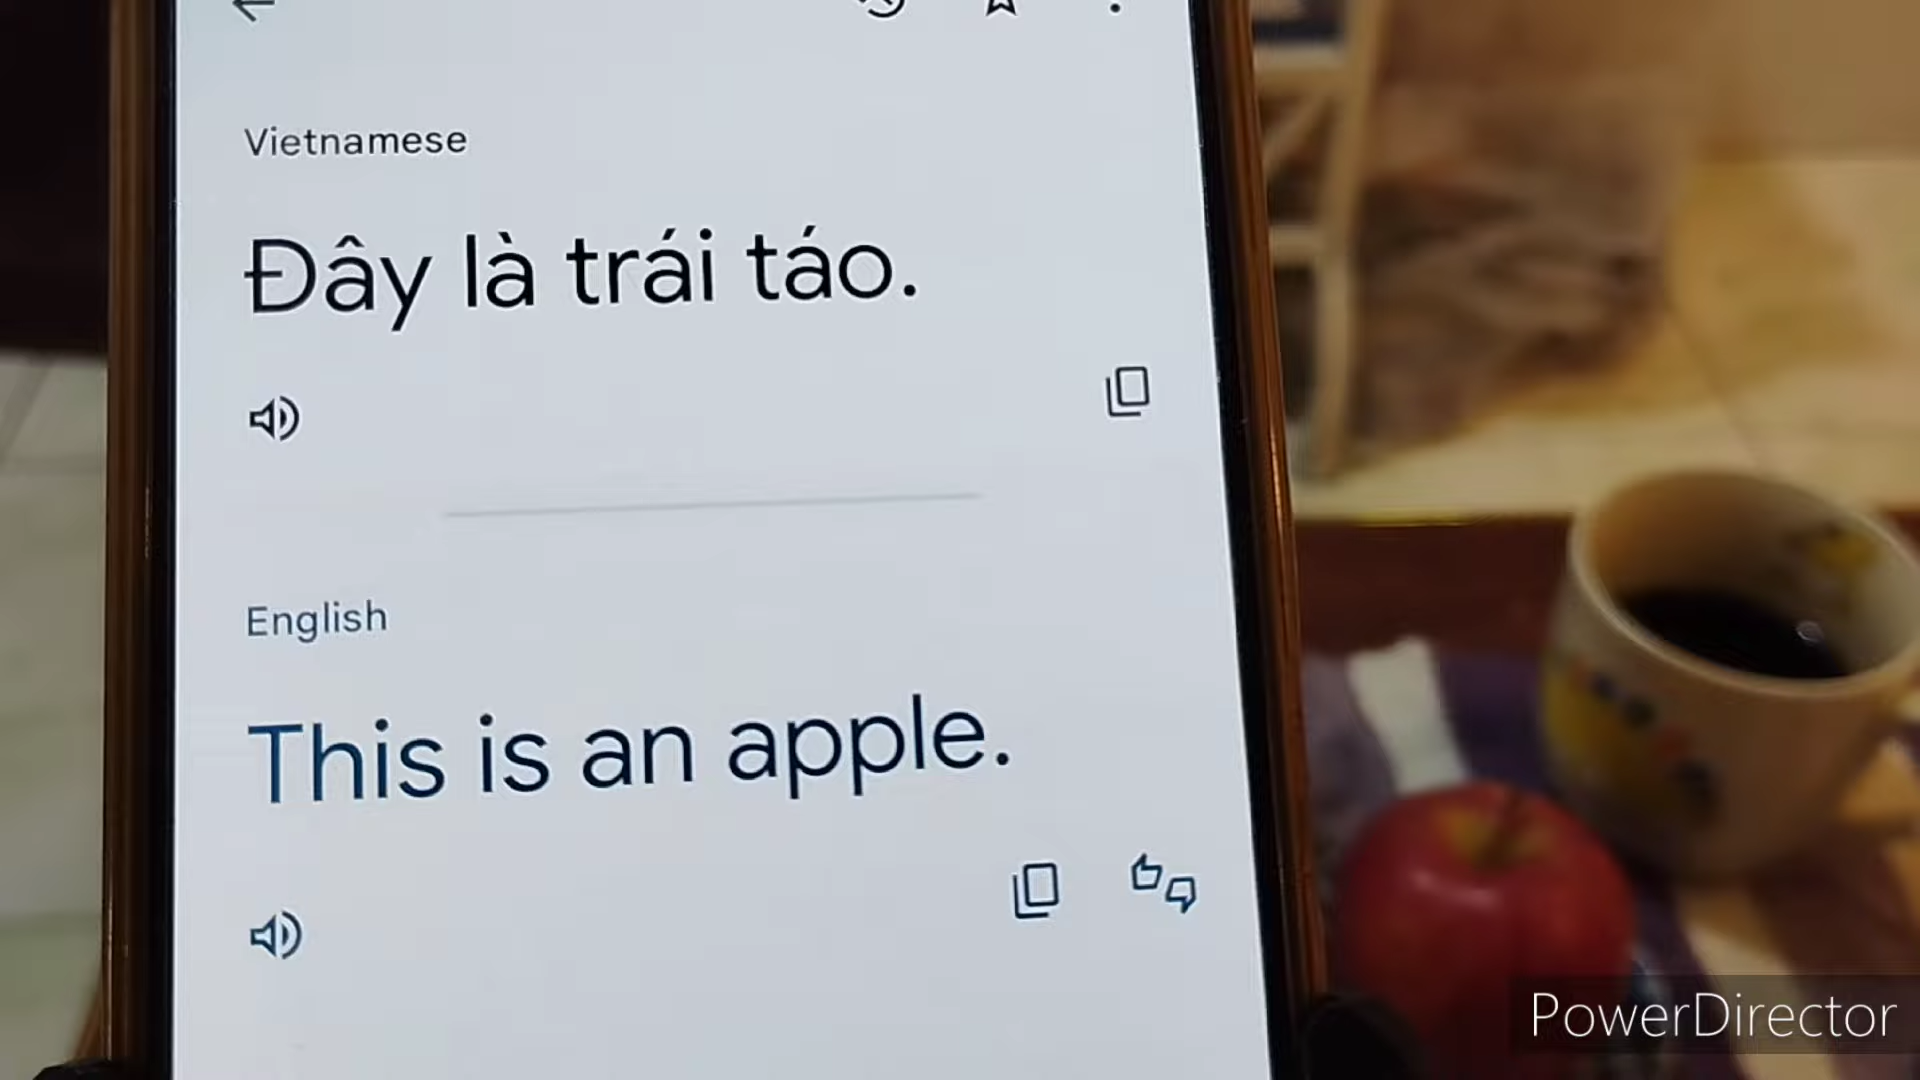 Vietnamese
Đây là trái táo.
English
This is an apple.
PowerDirector